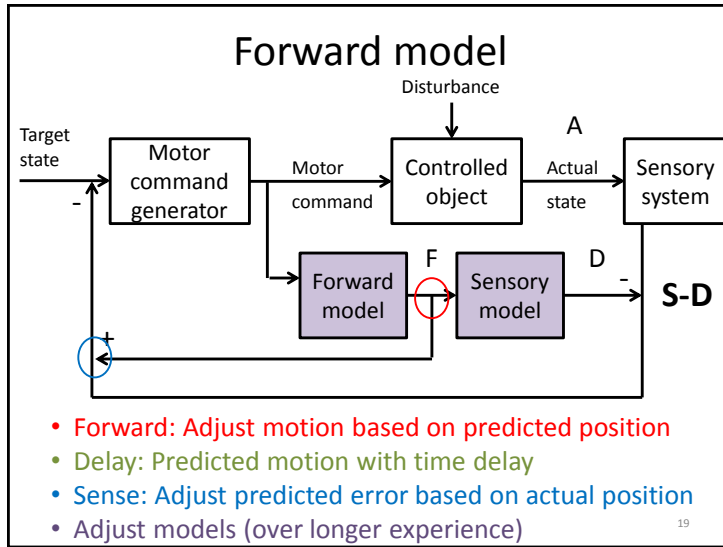 Forward model
Disturbance
A
Target
state
Motor
command
generator
Motor
command
Controlled
object
Actual
state
Sensory
system
-
F
D
-
Forward
model
Sensory
model
S-D
+
• Forward: Adjust motion based on predicted position
• Delay: Predicted motion with time delay
• Sense: Adjust predicted error based on actual position
• Adjust models (over longer experience)
19